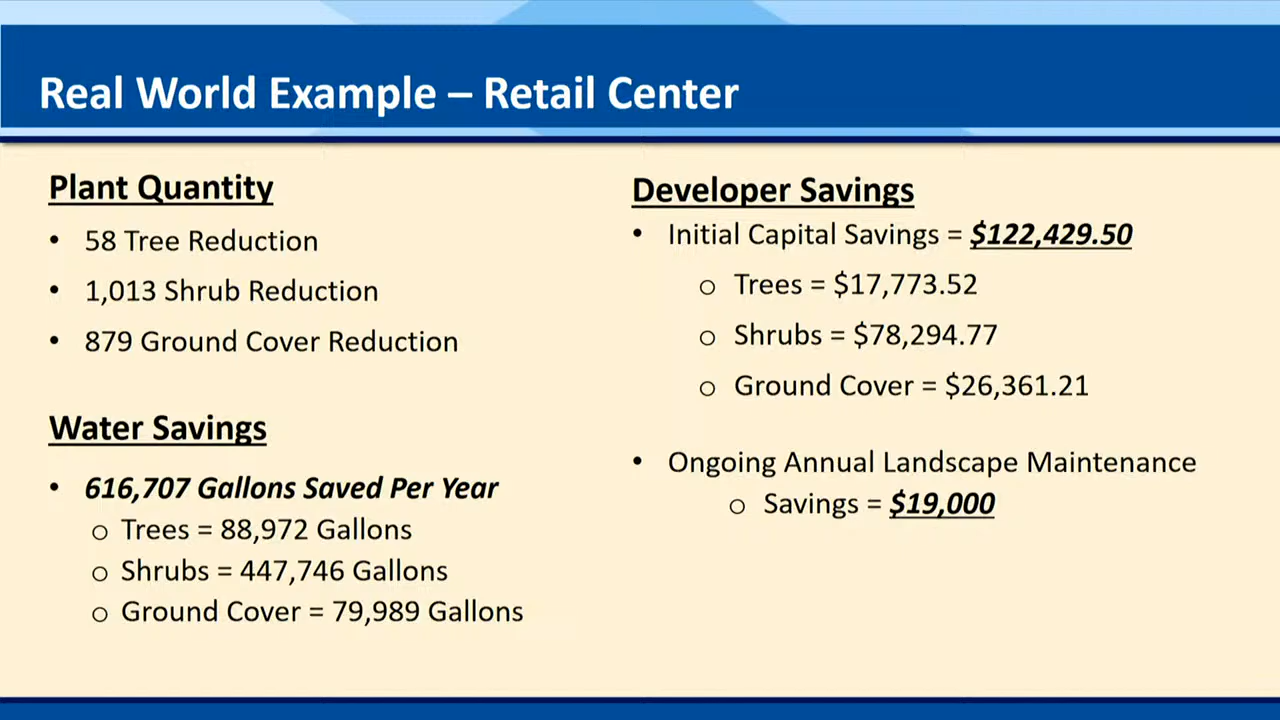 Real World Example – Retail Center
Plant Quantity
• 58 Tree Reduction
• 1,013 Shrub Reduction
• 879 Ground Cover Reduction
Water Savings
• 616,707 Gallons Saved Per Year
o Trees = 88,972 Gallons
o Shrubs = 447,746 Gallons
o Ground Cover = 79,989 Gallons
Developer Savings
• Initial Capital Savings = $122,429.50
o Trees = $17,773.52
o Shrubs = $78,294.77
o Ground Cover = $26,361.21
• Ongoing Annual Landscape Maintenance
o Savings = $19,000